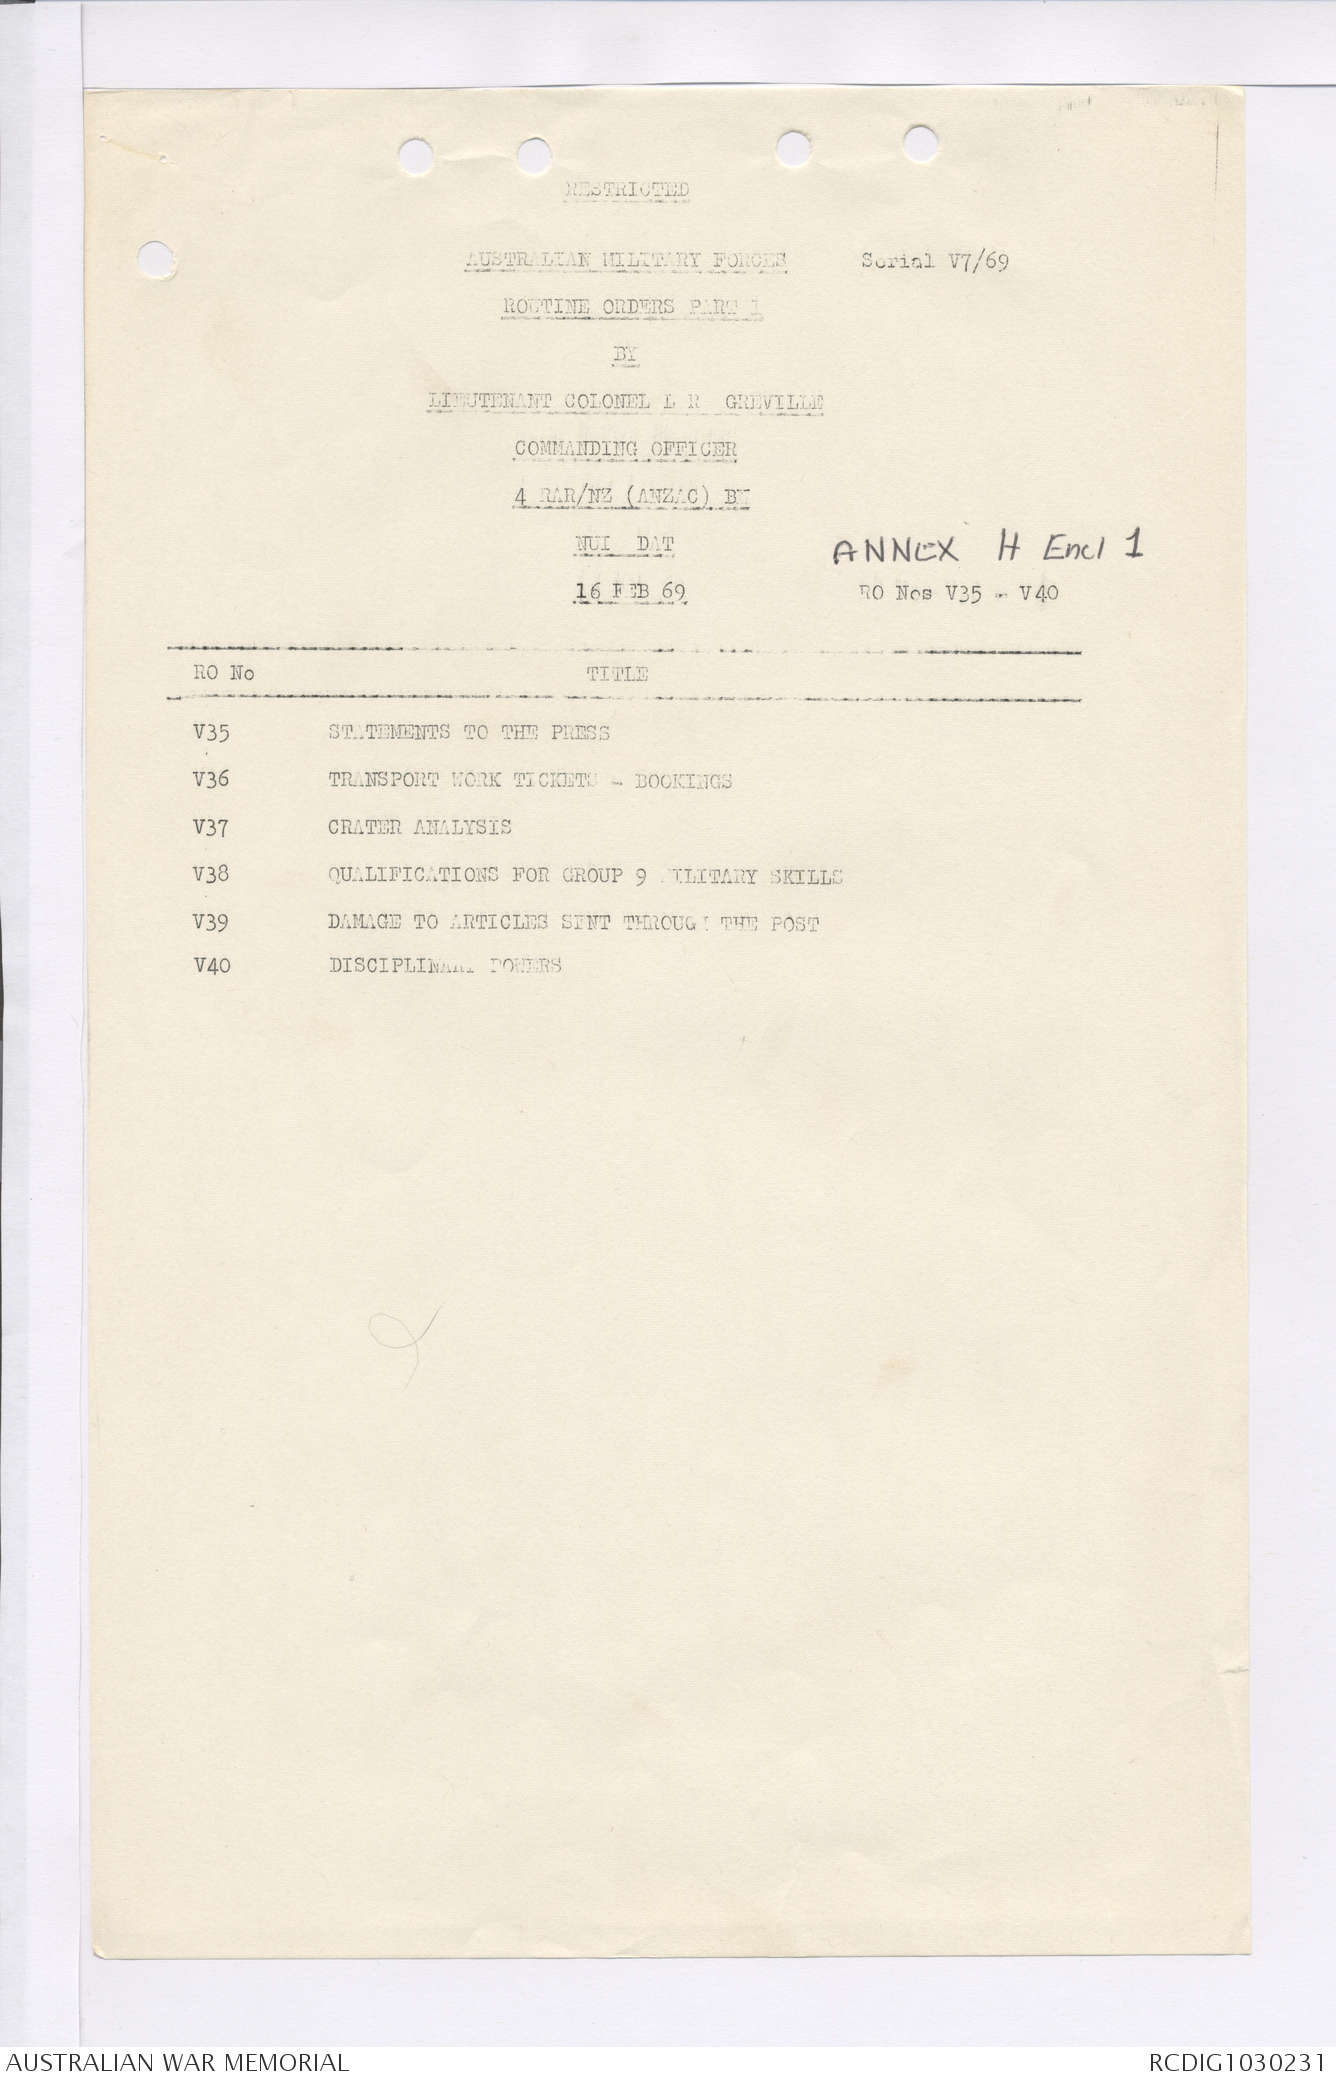 RESTRICTED
AUSTRALIAN MILITARY FORCES Serial V7/69
ROUTINE ORDERS PART 1
BY
LIEUTENANT COLONEL L R GREVILLE
COMMANDING OFFICER
4 RAR/NZ (ANZAC) BN
NUI DAT
ANNEX H Encl 1
16 FEB 69 RO Nos V35 - V40
RO No TITLE
V35 STATEMENTS TO THE PRESS
V36 TRANSPORT WORK TICKETS - BOOKINGS
V37 CRATER ANALYSIS
V38 QUALIFICATIONS FOR GROUP 9 MILITARY SKILLS
V39 DAMAGE TO ARTICLES SENT THROUGH THE POST
V40 DISCIPLINARY POWERS
AUSTRALIAN WAR MEMORIAL RCDIG1030231